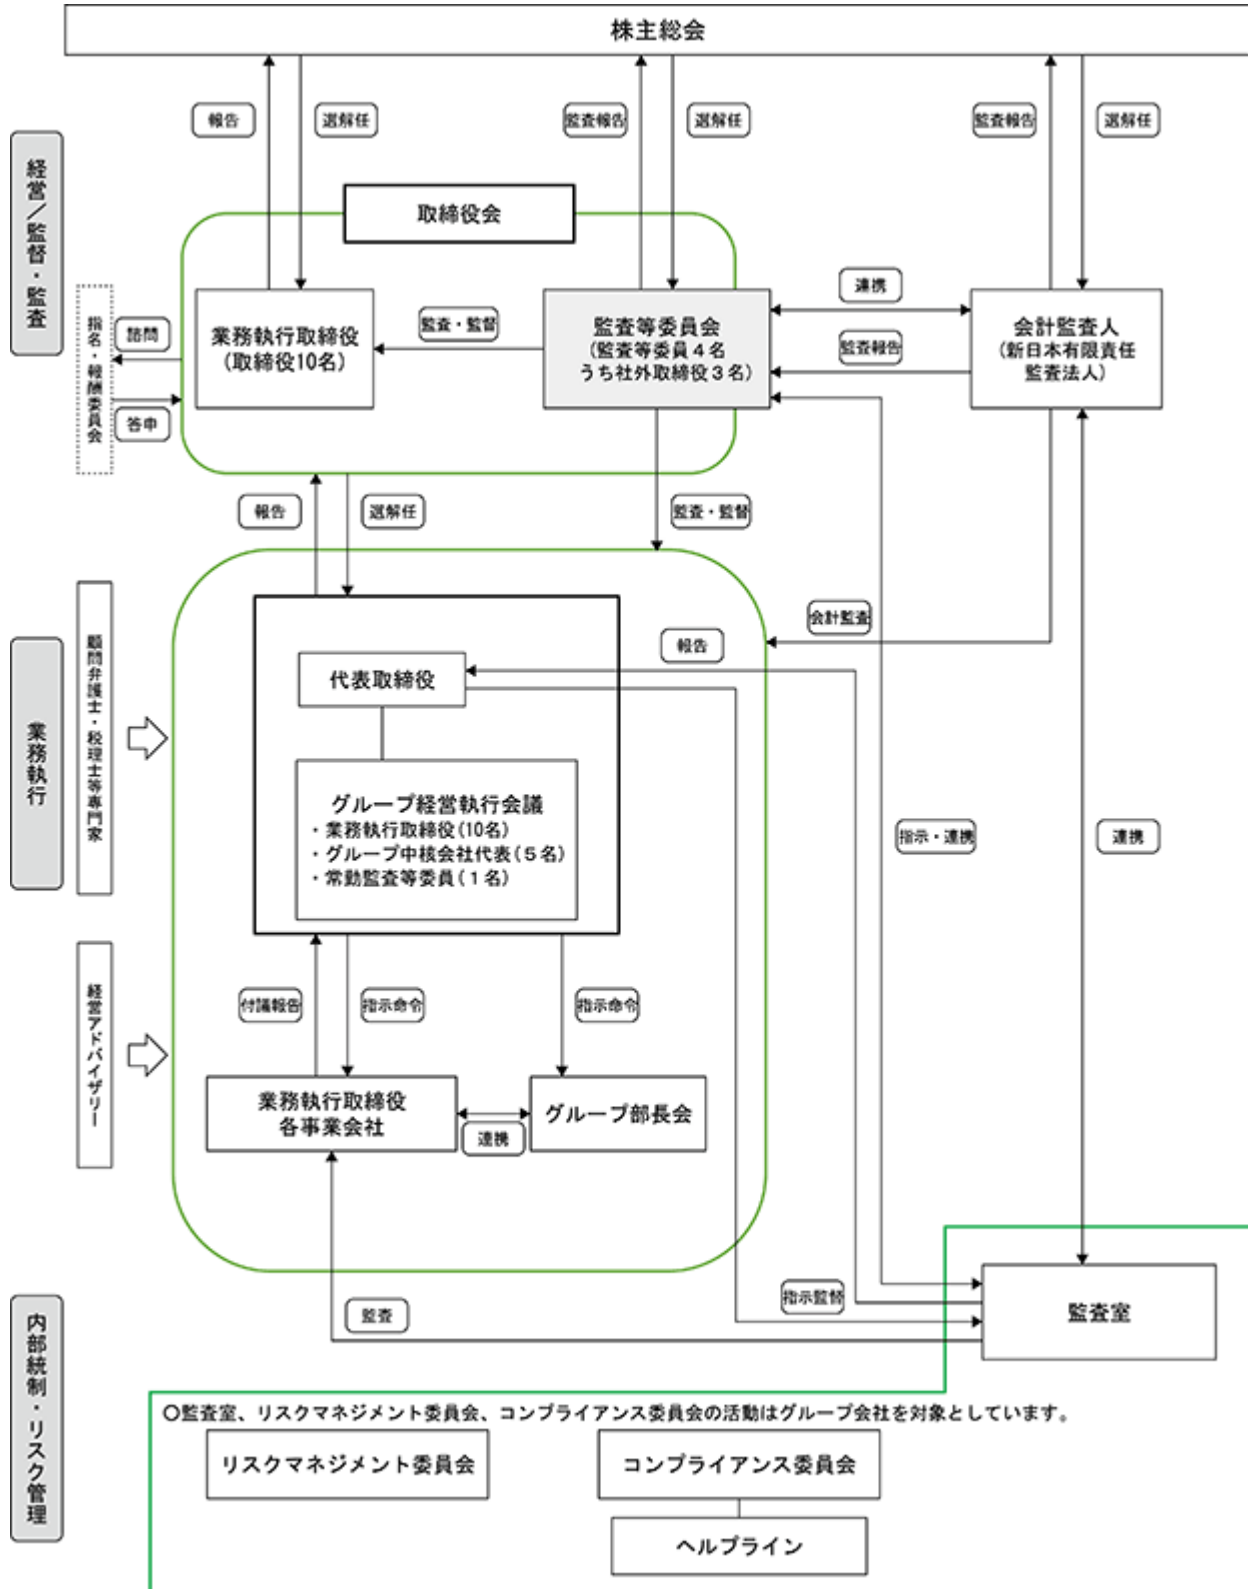 株主総会
報告
選解任
監査報告
選解任
監査報告
選解任
経営／監督・監査
取締役会
指名・報酬委員会
諮問
答申
業務執行取締役
(取締役10名)
監査・監督
監査等委員会
(監査等委員４名
うち社外取締役３名)
連携
監査報告
会計監査人
(新日本有限責任
監査法人)
報告
選解任
監査・監督
業務執行
顧問弁護士・税理士等専門家
会計監査
報告
代表取締役
グループ経営執行会議
・業務執行取締役(10名)
・グループ中核会社代表(５名)
・常勤監査等委員(１名)
指示・連携
連携
経営アドバイザリー
付議報告
指示命令
指示命令
業務執行取締役
各事業会社
連携
グループ部長会
内部統制・リスク管理
監査
指示監督
監査室
〇監査室、リスクマネジメント委員会、コンプライアンス委員会の活動はグループ会社を対象としています。
リスクマネジメント委員会
コンプライアンス委員会
ヘルプライン